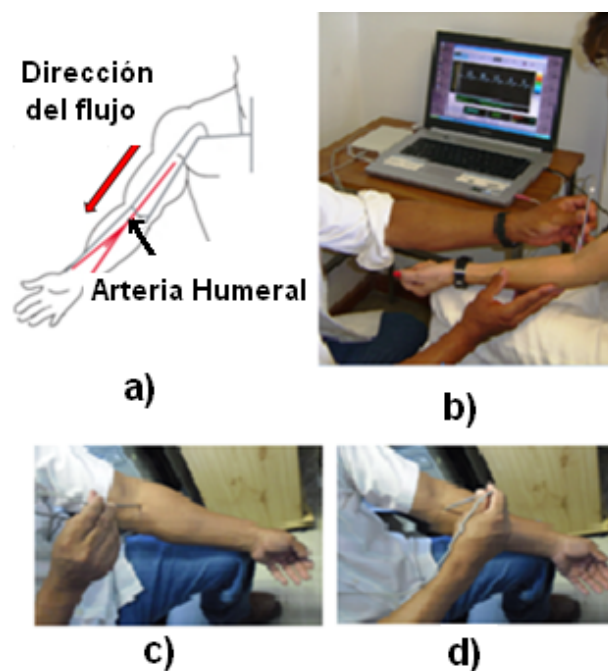 Dirección
del flujo
Arteria Humeral
a)
b)
c)
d)